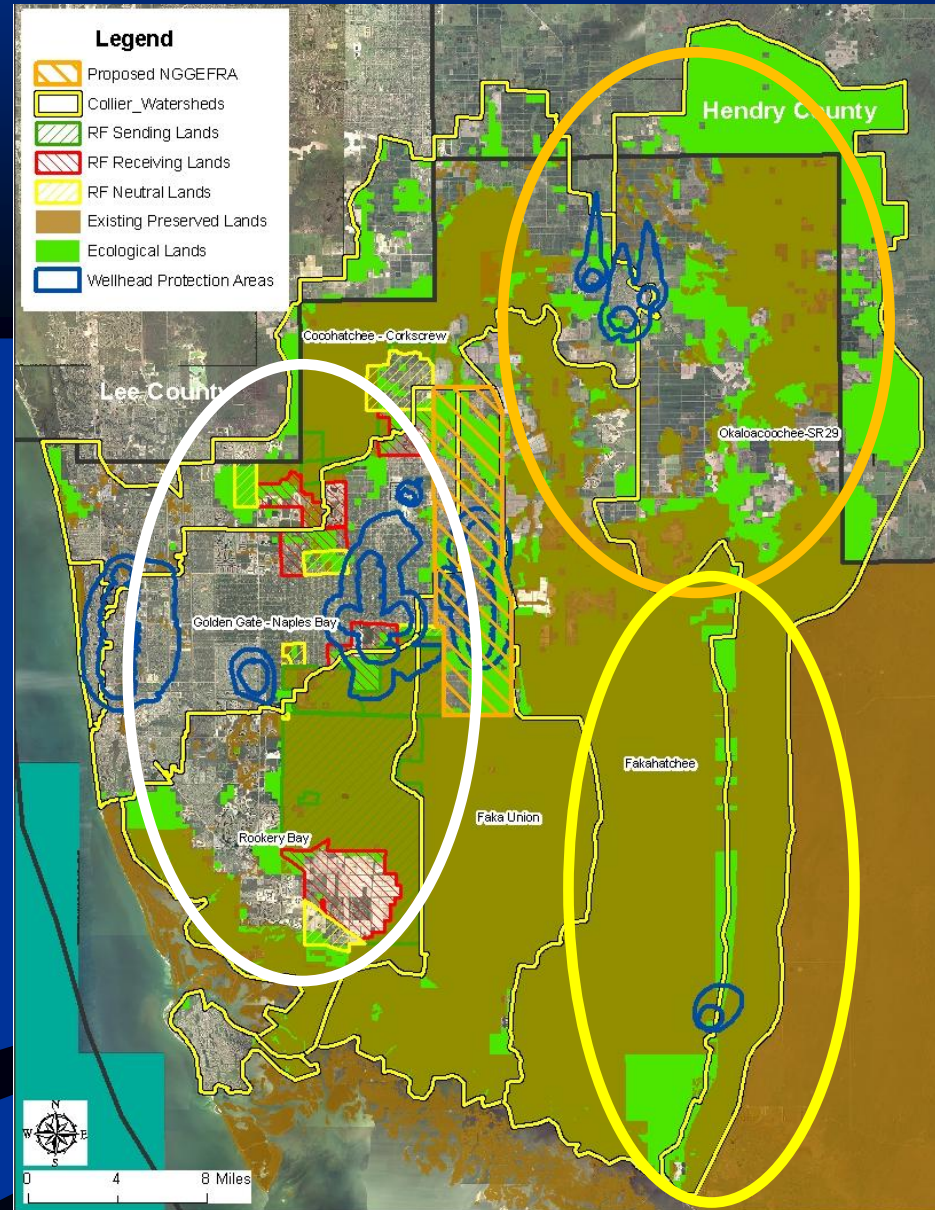 Legend
Proposed NGGEFRA
Collier_Watersheds
RF Sending Lands
RF Receiving Lands
RF Neutral Lands
Existing Preserved Lands
Ecological Lands
Wellhead Protection Areas
Hendry County
Cocohatchee - Corkscrew
Lee County
Okaloacoochee-SR29
Golden Gate - Naples Bay
Fakahatchee
Faka Union
Rookery Bay
N
W E
S
0 4 8 Miles